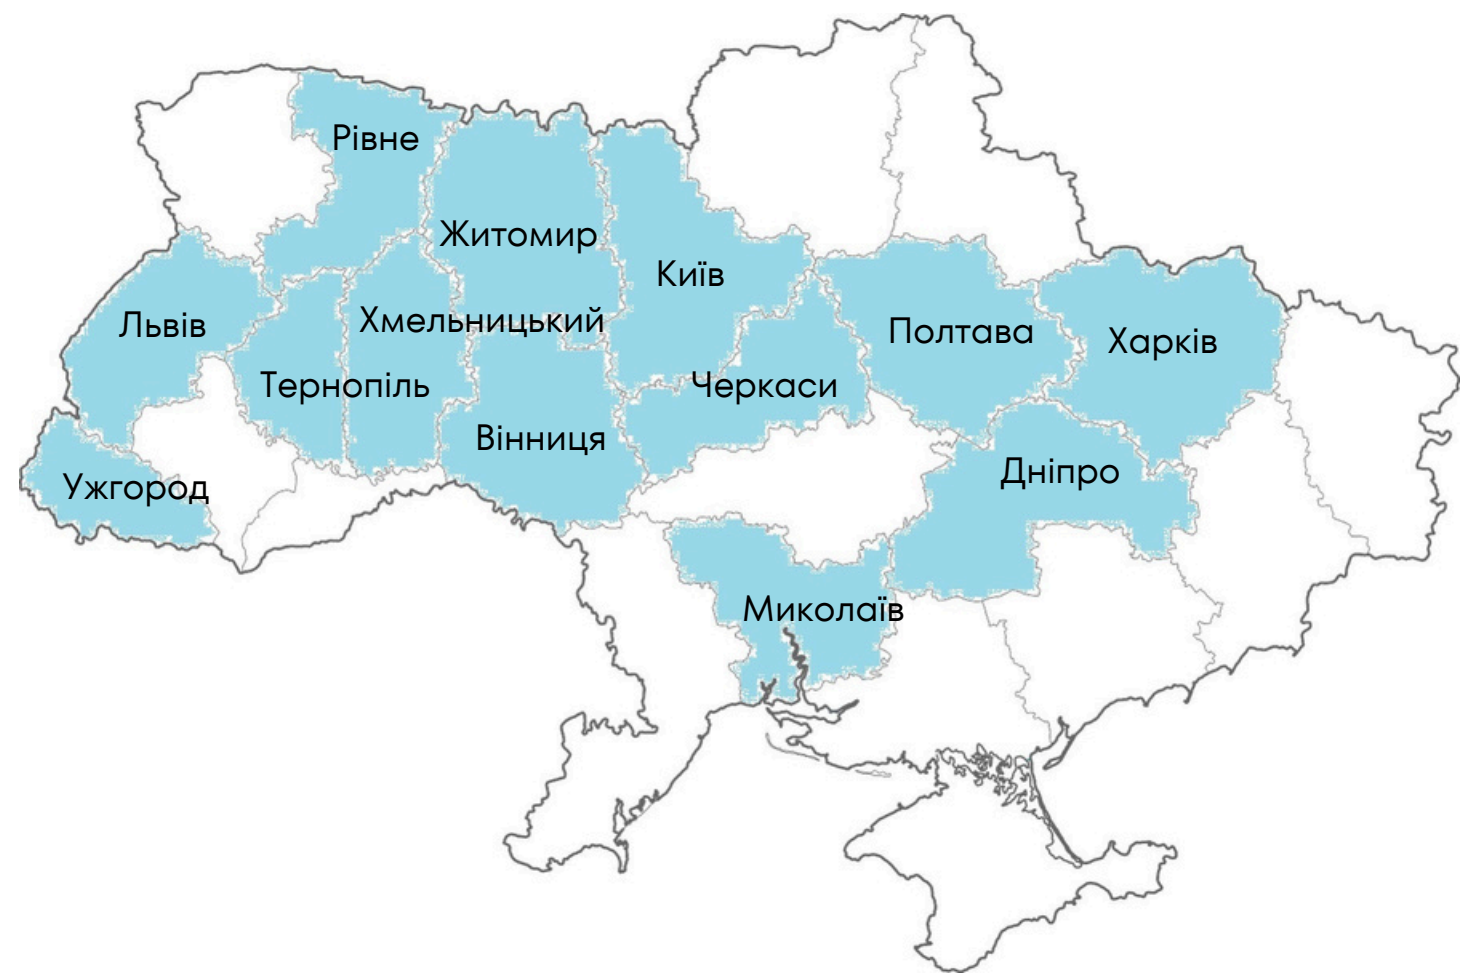 Рівне
Житомир
Київ
Львів
Хмельницький
Полтава
Харків
Тернопіль
Черкаси
Вінниця
Дніпро
Ужгород
Миколаїв